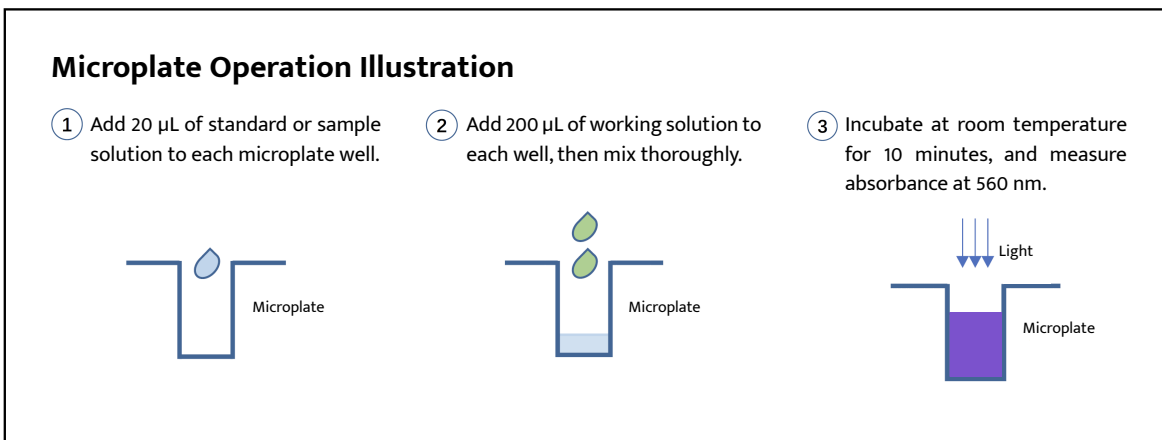 Microplate Operation Illustration
1 Add 20 µL of standard or sample
solution to each microplate well.
2 Add 200 µL of working solution to
each well, then mix thoroughly.
3 Incubate at room temperature
for 10 minutes, and measure
absorbance at 560 nm.
Microplate
Microplate
Light
Microplate